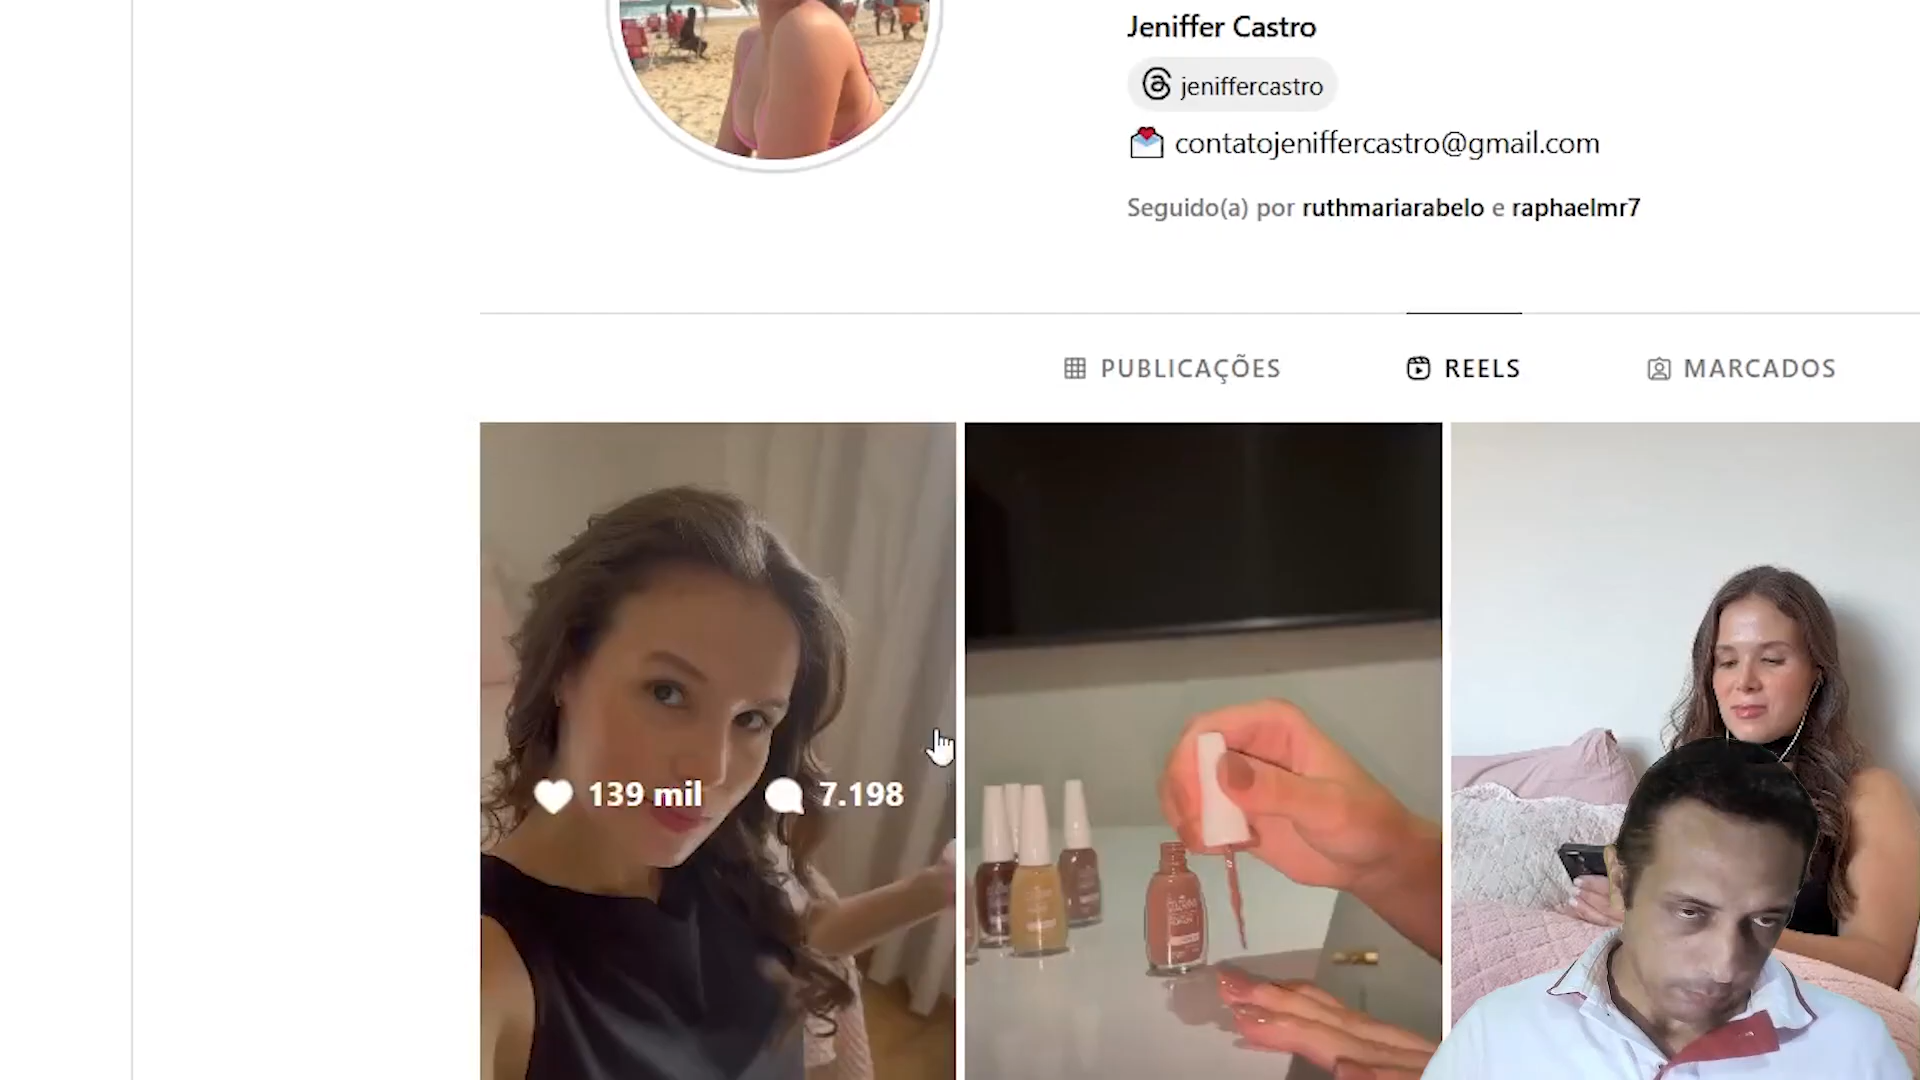 Jeniffer Castro
jeniffercastro
contatojeniffercastro@gmail.com
Seguido(a) por ruthmariarabelo e raphaelmr7
PUBLICAÇÕES
REELS
MARCADOS
139 mil
7.198